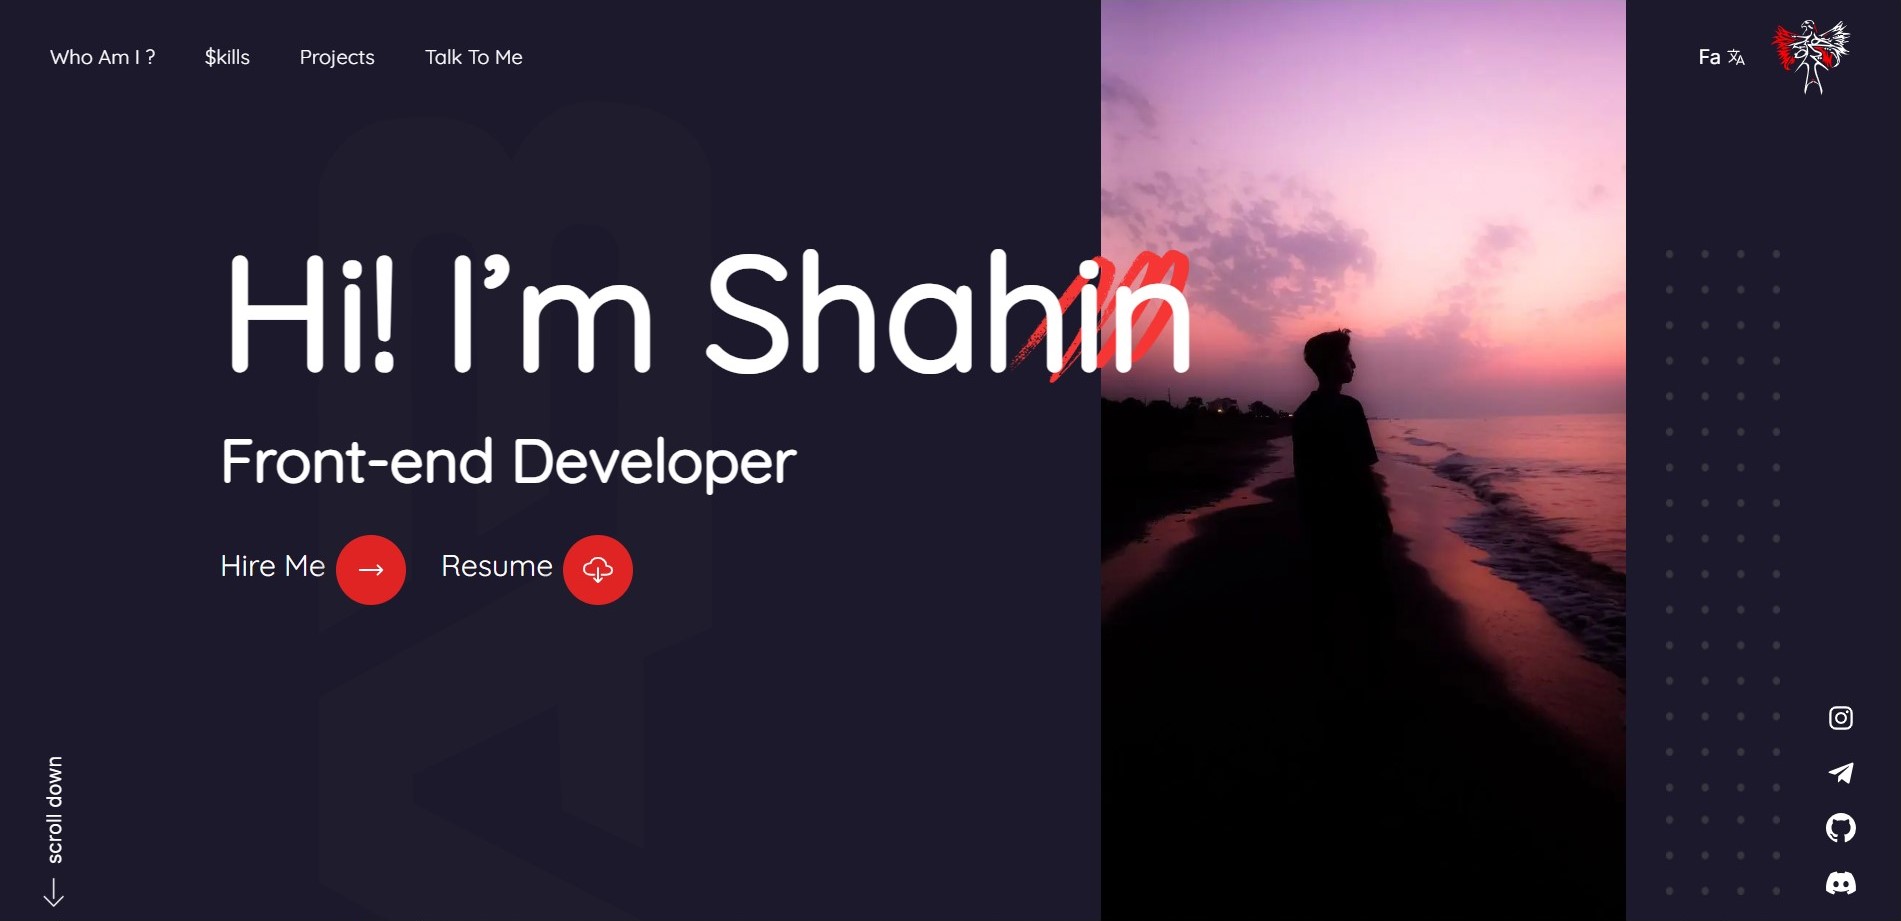 Who Am I ?
$kills
Projects
Talk To Me
Fa
Hi! I’m Shahin
Front-end Developer
Hire Me
Resume
scroll down